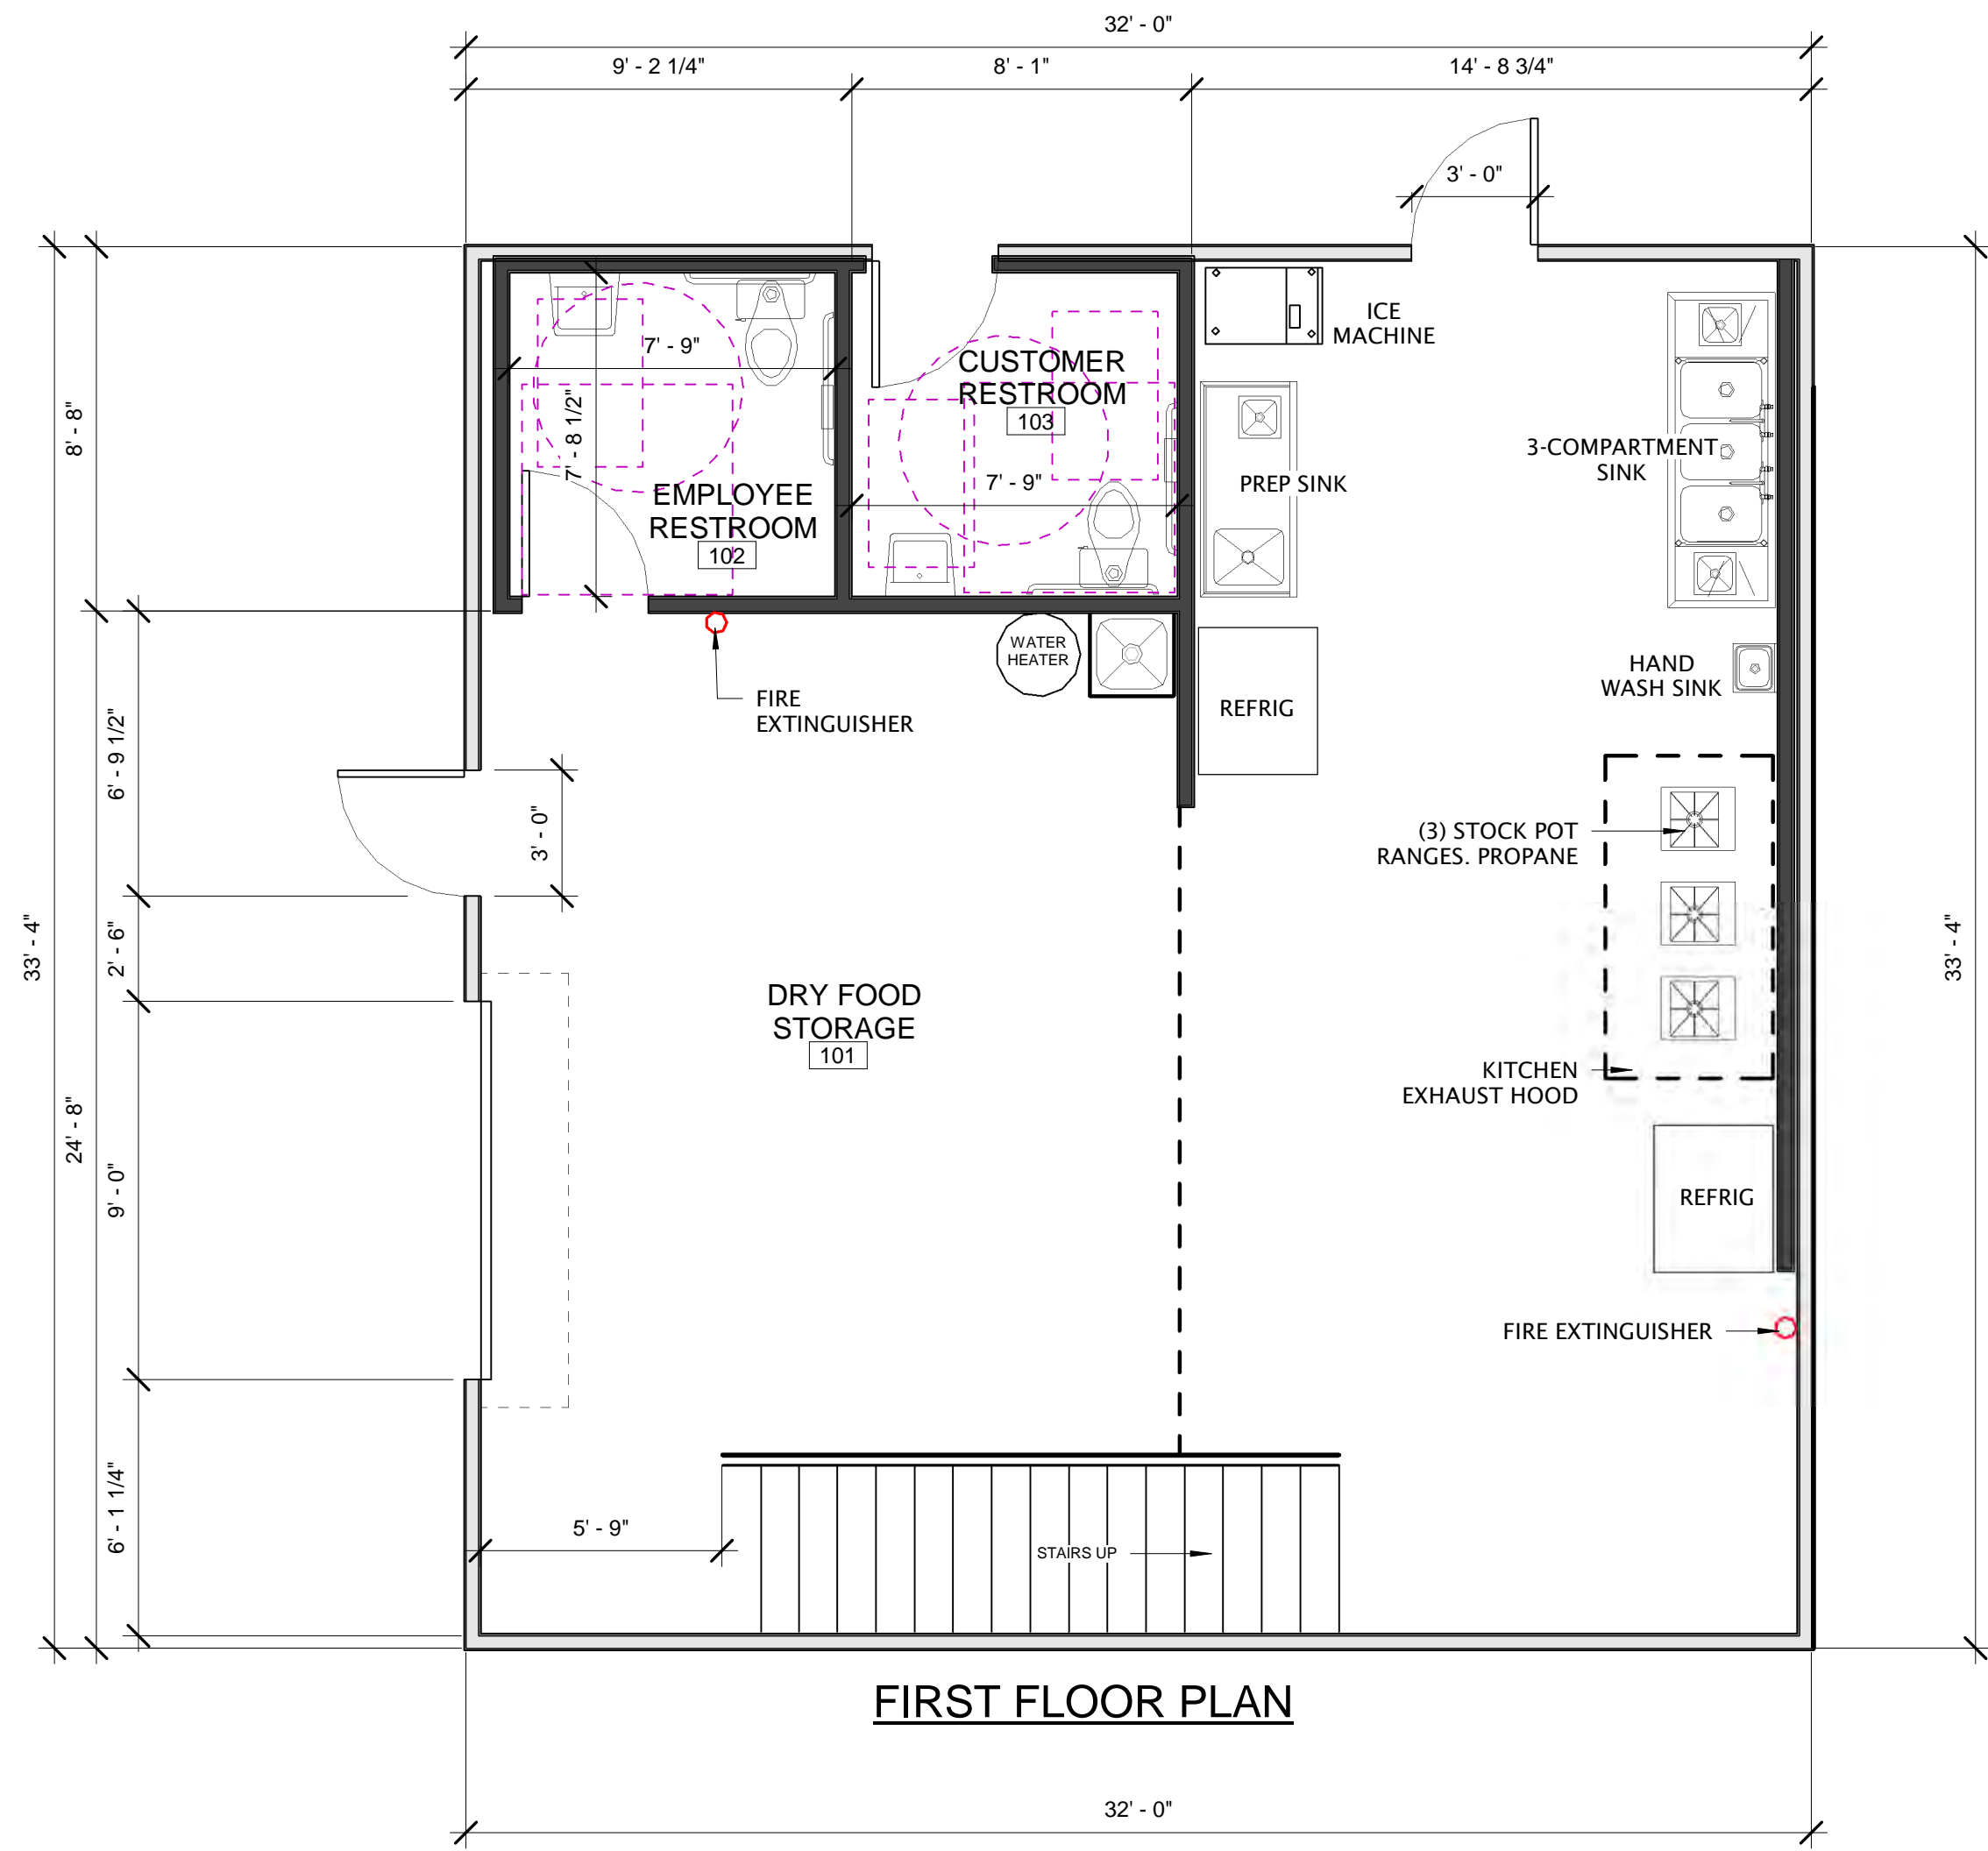 32' - 0"
9' - 2 1/4"
8' - 1"
14' - 8 3/4"
3' - 0"
ICE
MACHINE
7' - 9"
CUSTOMER
RESTROOM
103
8' - 8"
7' - 8 1/2"
3-COMPARTMENT
SINK
7' - 9"
PREP SINK
EMPLOYEE
RESTROOM
102
WATER
HEATER
HAND
WASH SINK
FIRE
EXTINGUISHER
REFRIG
6' - 9 1/2"
3' - 0"
(3) STOCK POT
RANGES. PROPANE
33' - 4"
2' - 6"
33' - 4"
DRY FOOD
STORAGE
101
KITCHEN
EXHAUST HOOD
24' - 8"
9' - 0"
REFRIG
FIRE EXTINGUISHER
6' - 1 1/4"
5' - 9"
STAIRS UP
FIRST FLOOR PLAN
32' - 0"